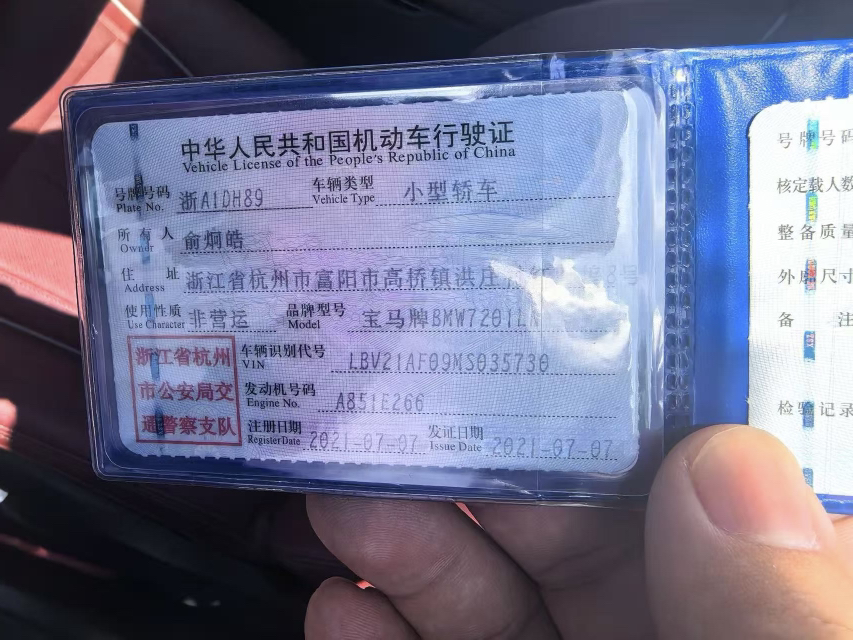 中华人民共和国机动车行驶证
Vehicle License of the People's Republic of China
号牌号码 浙A1DH89 车辆类型 小型轿车
Plate No. Vehicle Type
所有人 俞炯皓
Owner
住址 浙江省杭州市富阳市高桥镇洪庄
Address
使用性质 非营运 品牌型号 宝马牌BMW7201L
Use Character Model
浙江省杭州
市公安局交
通警察支队
车辆识别代号 LBV21AF09MS035730
VIN
发动机号码 A851E266
Engine No.
注册日期 2021-07-07 发证日期 2021-07-07
Register Date Issue Date
号牌号码
核定载人数
整备质量
外廓尺寸
备注
检验记录